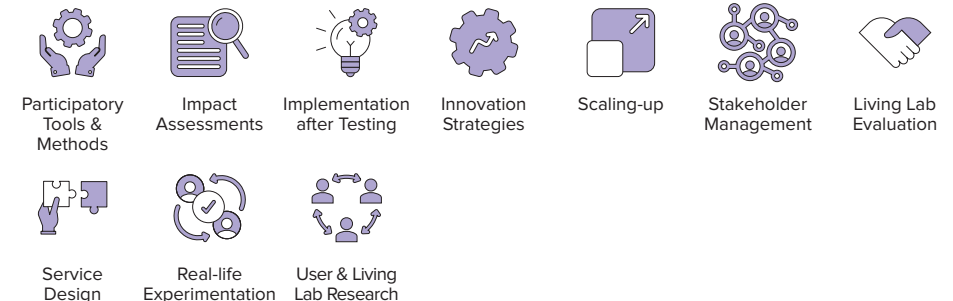 Participatory
Tools &
Methods
Impact
Assessments
Implementation
after Testing
Innovation
Strategies
Scaling-up
Stakeholder
Management
Living Lab
Evaluation
Service
Design
Real-life
Experimentation
User & Living
Lab Research